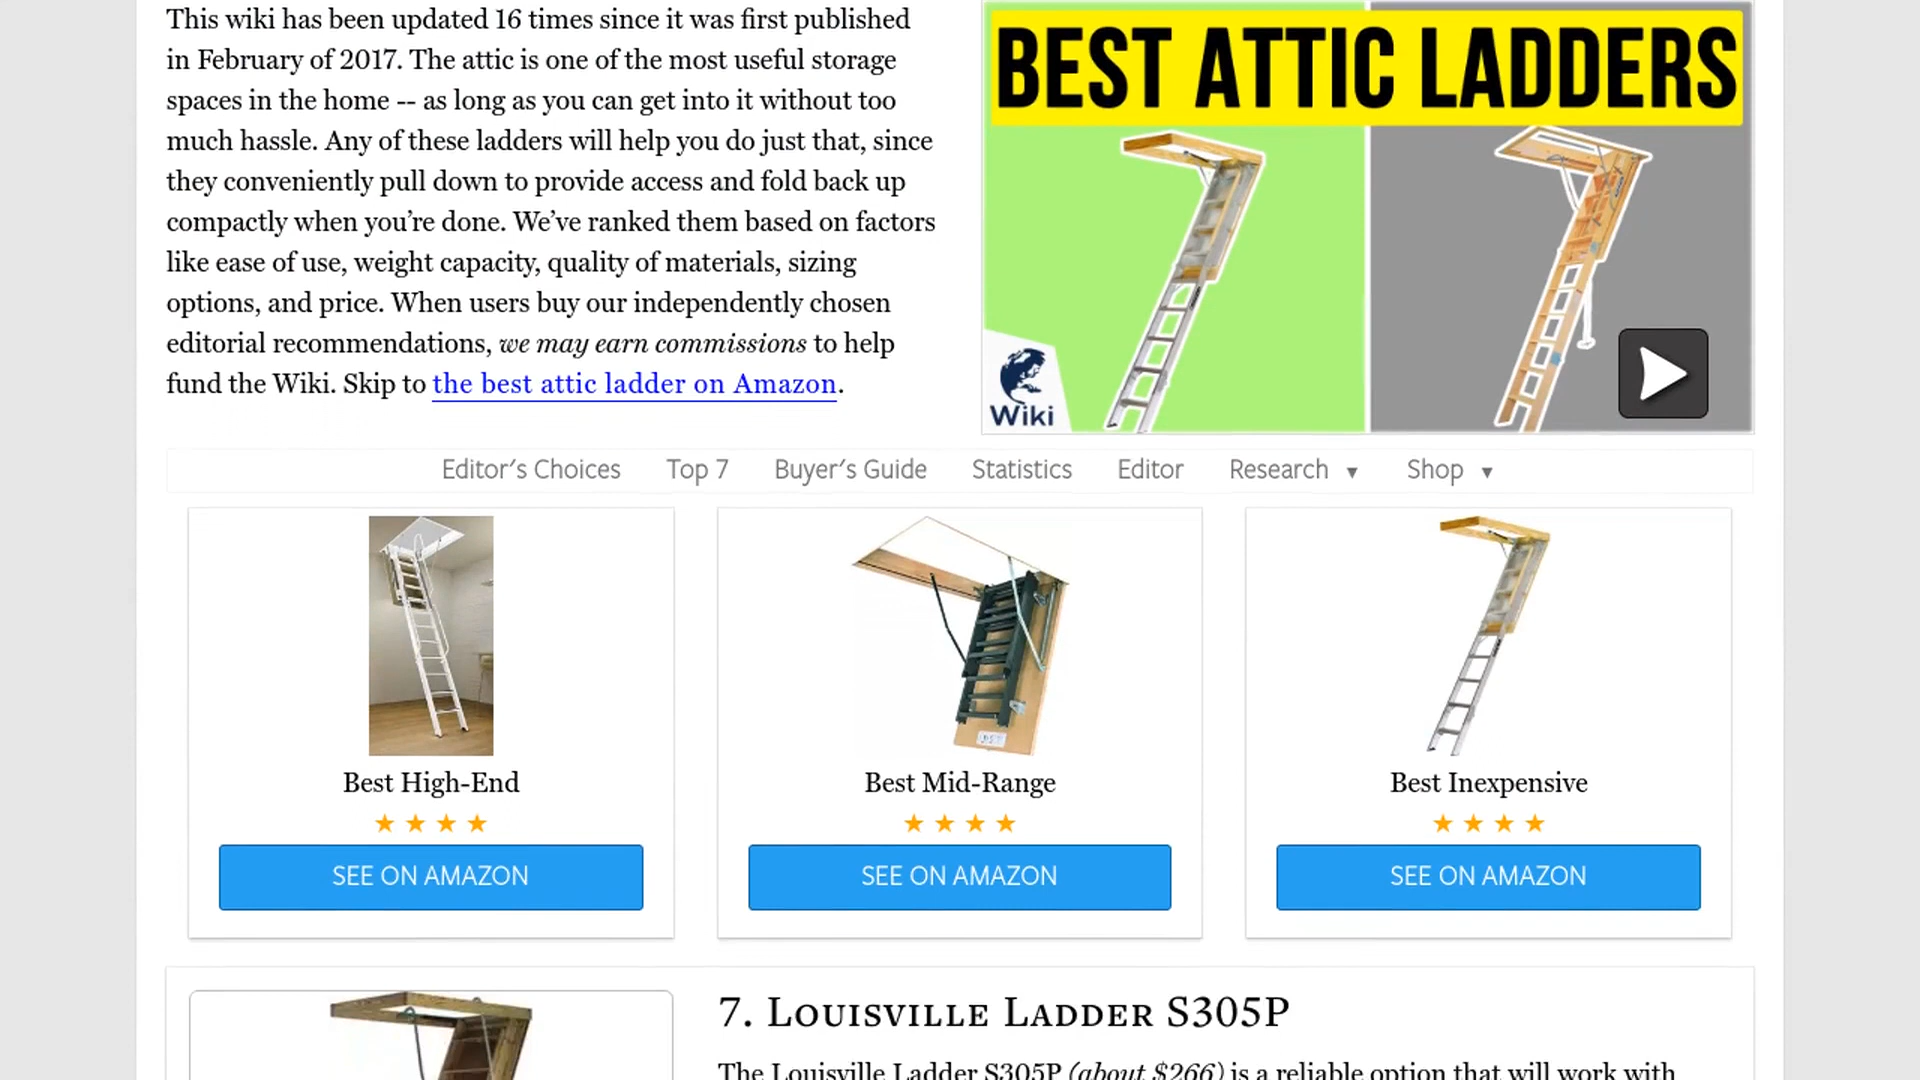 This wiki has been updated 16 times since it was first published
in February of 2017. The attic is one of the most useful storage
spaces in the home -- as long as you can get into it without too
much hassle. Any of these ladders will help you do just that, since
they conveniently pull down to provide access and fold back up
compactly when you’re done. We’ve ranked them based on factors
like ease of use, weight capacity, quality of materials, sizing
options, and price. When users buy our independently chosen
editorial recommendations, we may earn commissions to help
fund the Wiki. Skip to the best attic ladder on Amazon.
BEST ATTIC LADDERS
Wiki
Editor’s Choices Top 7 Buyer’s Guide Statistics Editor Research ▼ Shop ▼
Best High-End
★ ★ ★ ★
SEE ON AMAZON
Best Mid-Range
★ ★ ★ ★
SEE ON AMAZON
Best Inexpensive
★ ★ ★ ★
SEE ON AMAZON
7. Louisville Ladder S305P
The Louisville Ladder S305P (about $266) is a reliable option that will work with